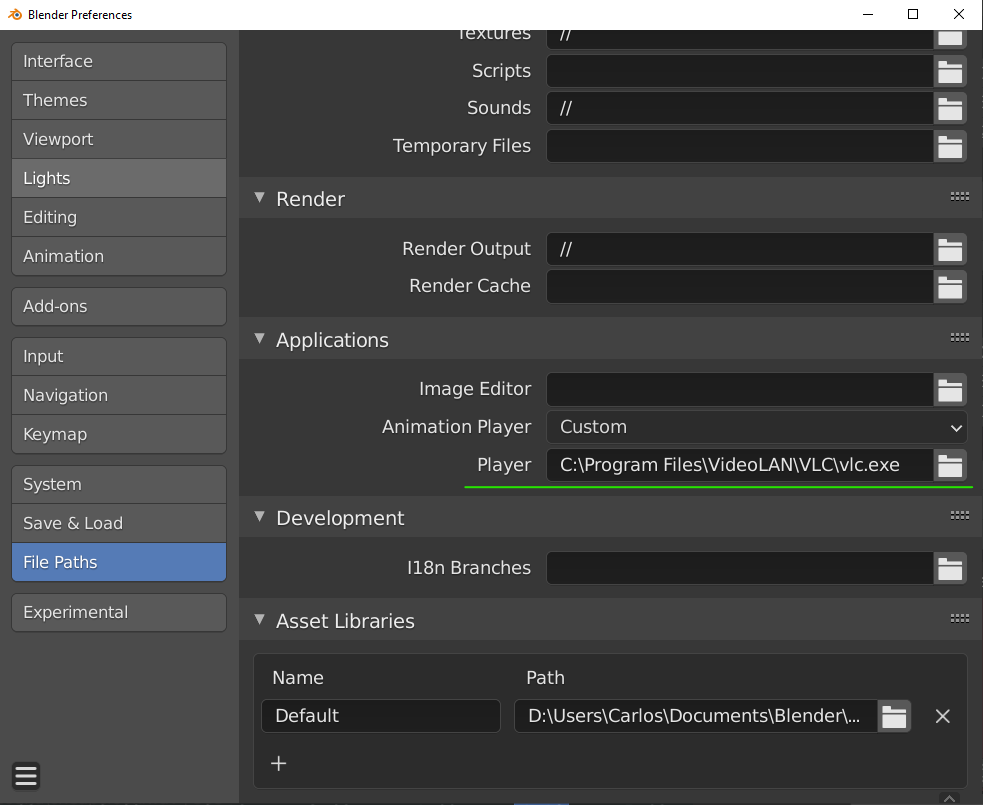 Blender Preferences
Interface
Themes
Viewport
Lights
Editing
Animation
Add-ons
Input
Navigation
Keymap
System
Save & Load
File Paths
Experimental
Textures //
Scripts
Sounds //
Temporary Files
Render
Render Output //
Render Cache
Applications
Image Editor
Animation Player Custom
Player C:\Program Files\VideoLAN\VLC\vlc.exe
Development
I18n Branches
Asset Libraries
Name Path
Default D:\Users\Carlos\Documents\Blender\...